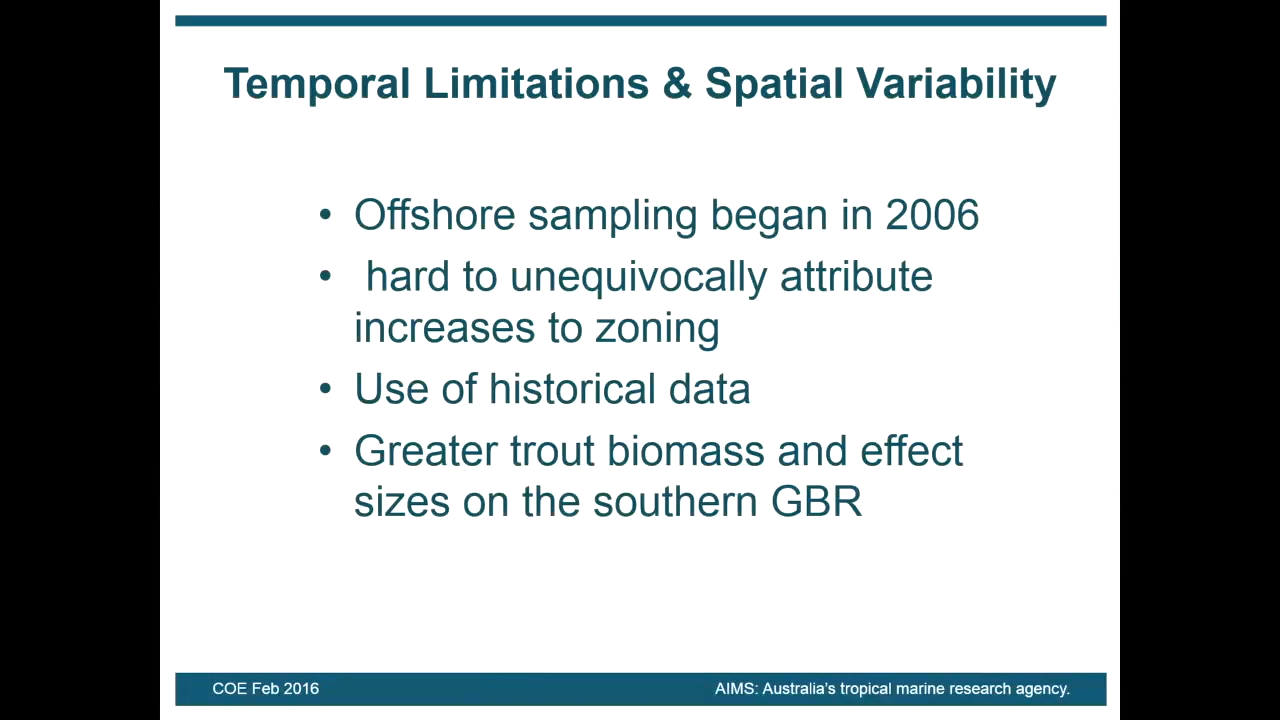 Temporal Limitations & Spatial Variability
• Offshore sampling began in 2006
• hard to unequivocally attribute
increases to zoning
• Use of historical data
• Greater trout biomass and effect
sizes on the southern GBR
COE Feb 2016
AIMS: Australia's tropical marine research agency.